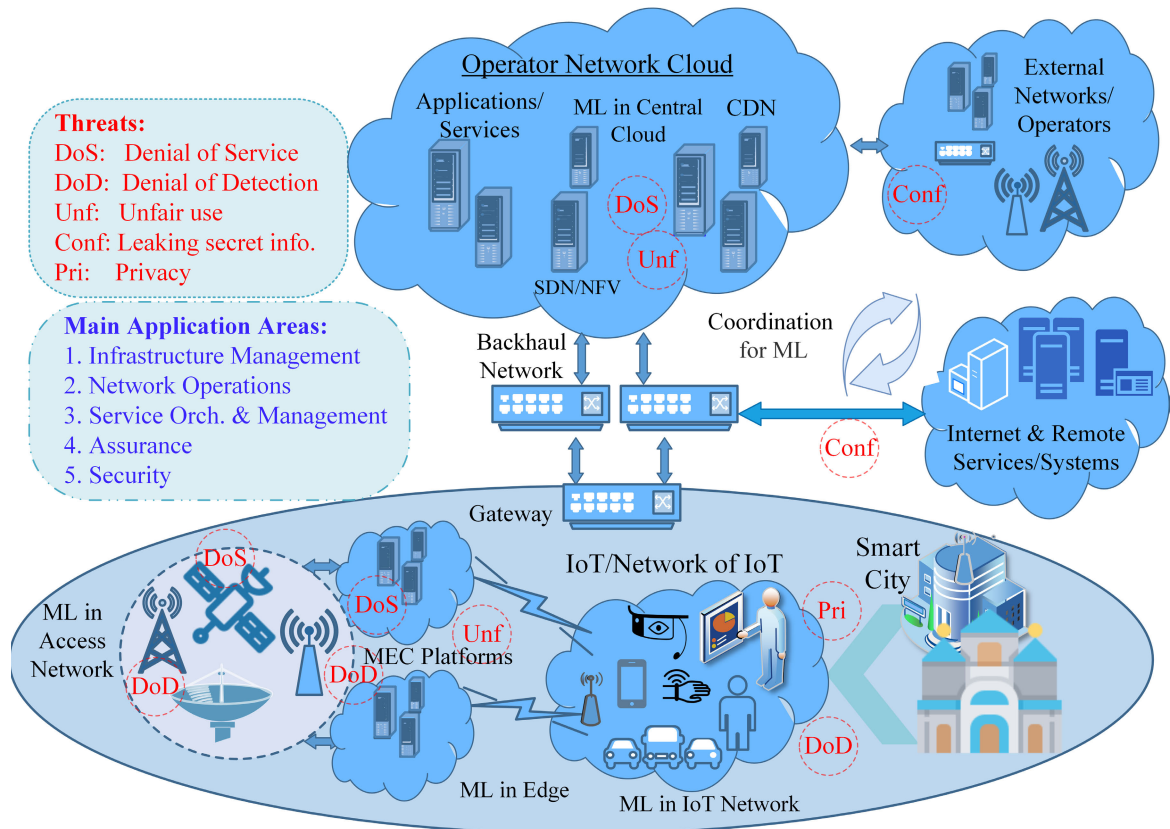 Operator Network Cloud
Applications/
Services
ML in Central
Cloud
CDN
DoS
Unf
SDN/NFV
External
Networks/
Operators
Conf
Threats:
DoS: Denial of Service
DoD: Denial of Detection
Unf: Unfair use
Conf: Leaking secret info.
Pri: Privacy
Main Application Areas:
1. Infrastructure Management
2. Network Operations
3. Service Orch. & Management
4. Assurance
5. Security
Backhaul
Network
Coordination
for ML
Conf
Internet & Remote
Services/Systems
Gateway
DoS
ML in
Access
Network
DoD
DoD
DoS
Unf
MEC Platforms
ML in Edge
IoT/Network of IoT
ML in IoT Network
Pri
DoD
Smart
City